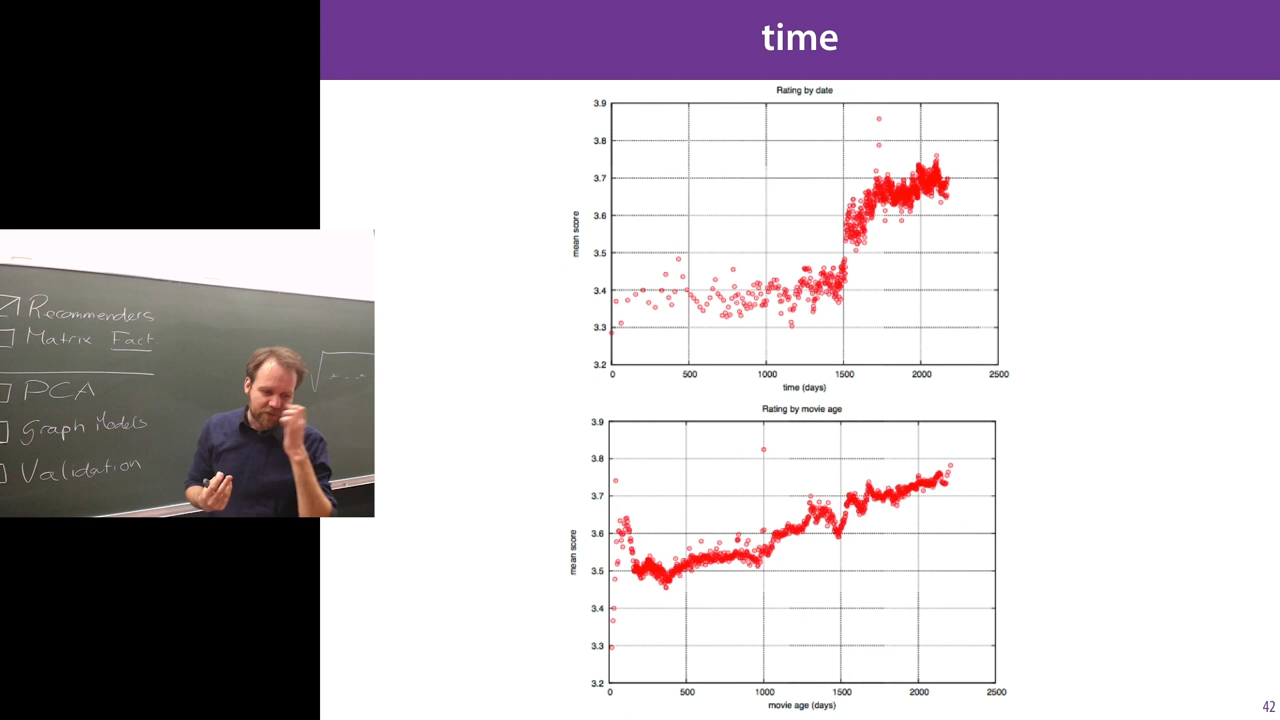 time
Rating by date
3.9
3.8
3.7
3.6
3.5
3.4
3.3
3.2
mean score
0 500 1000 1500 2000 2500
time (days)
Rating by movie age
3.9
3.8
3.7
3.6
3.5
3.4
3.3
3.2
mean score
0 500 1000 1500 2000 2500
movie age (days)
42
Recommenders
Matrix Fact
PCA
Graph Models
Validation